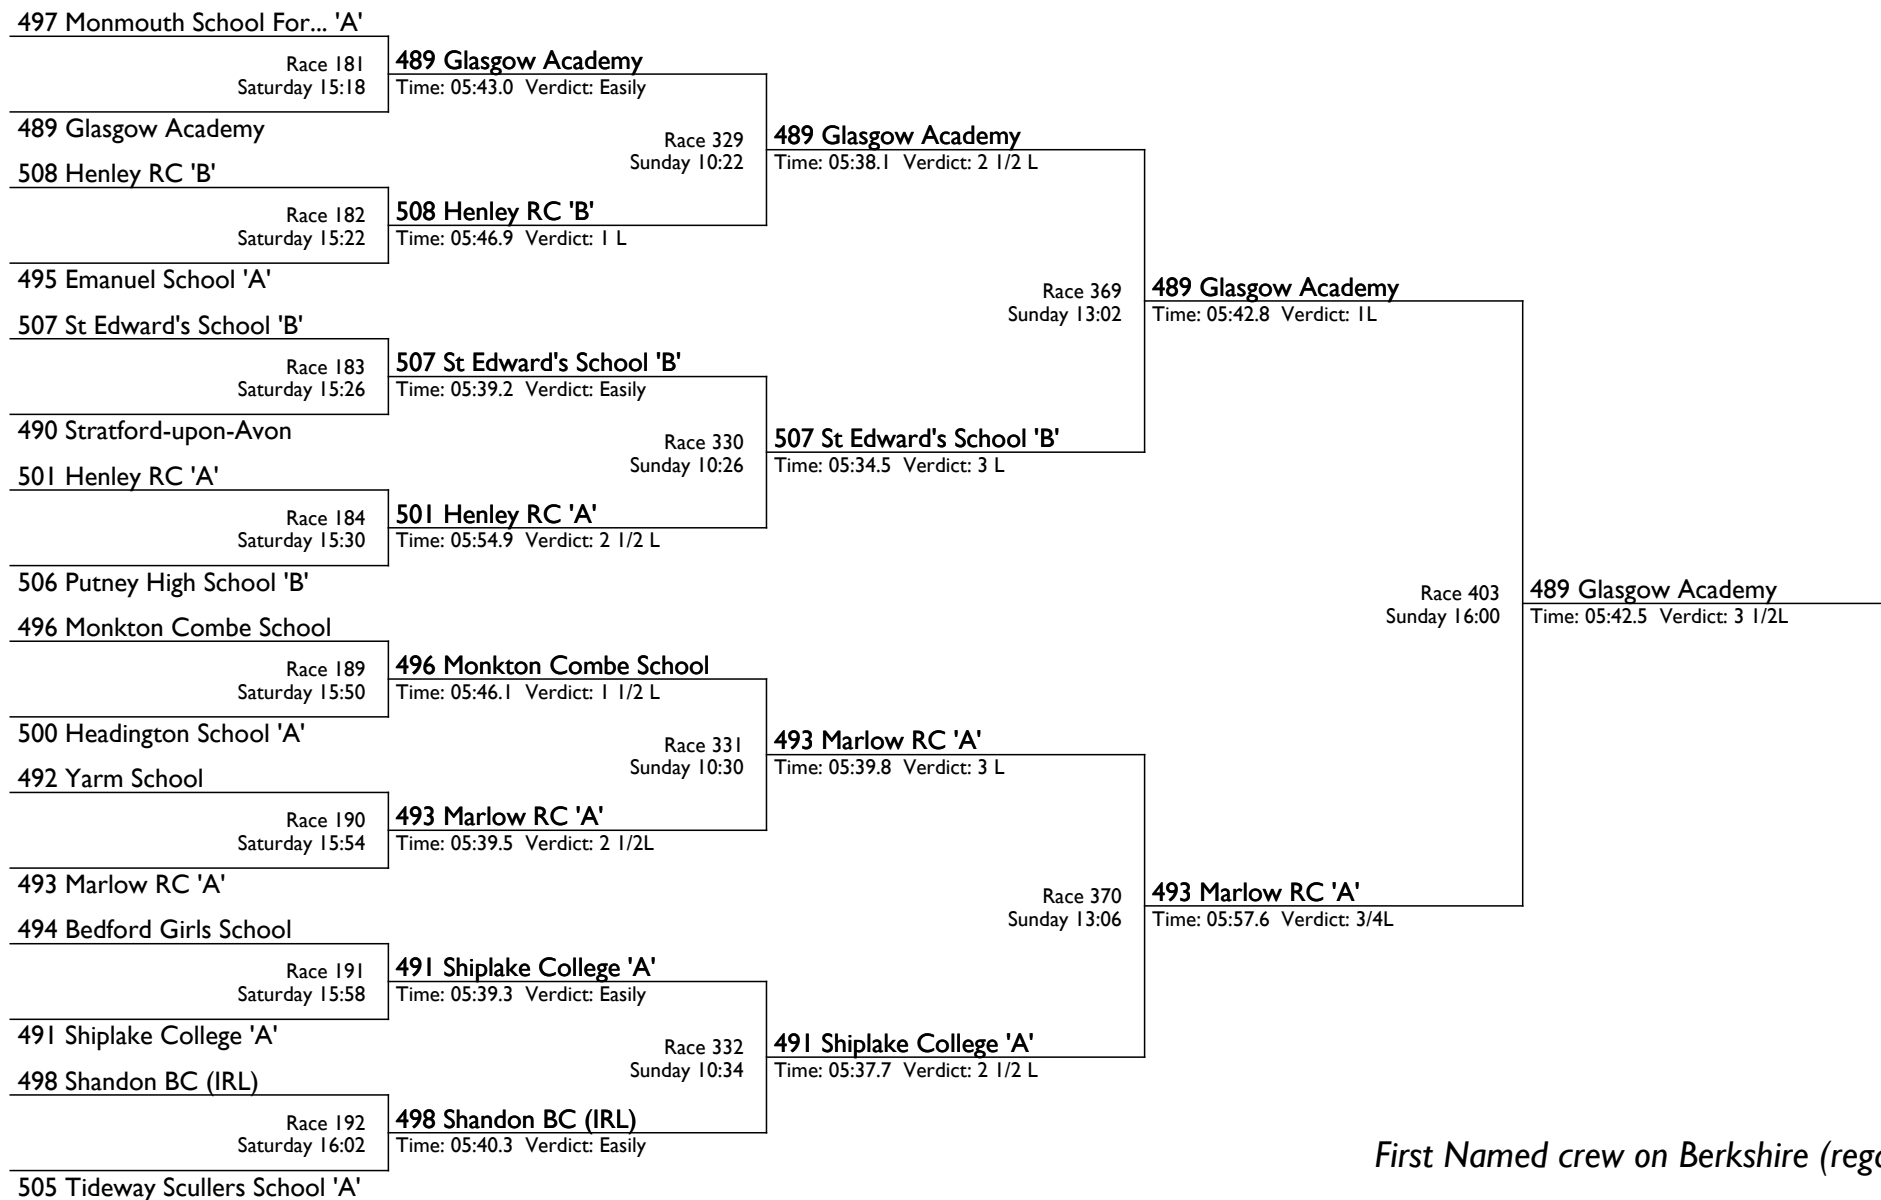 497 Monmouth School For... 'A'
Race 181
Saturday 15:18
489 Glasgow Academy
Time: 05:43.0 Verdict: Easily
489 Glasgow Academy
Race 329
Sunday 10:22
489 Glasgow Academy
Time: 05:38.1 Verdict: 2 1/2 L
508 Henley RC 'B'
Race 182
Saturday 15:22
508 Henley RC 'B'
Time: 05:46.9 Verdict: 1 L
495 Emanuel School 'A'
Race 369
Sunday 13:02
489 Glasgow Academy
Time: 05:42.8 Verdict: 1L
507 St Edward's School 'B'
Race 183
Saturday 15:26
507 St Edward's School 'B'
Time: 05:39.2 Verdict: Easily
490 Stratford-upon-Avon
Race 330
Sunday 10:26
507 St Edward's School 'B'
Time: 05:34.5 Verdict: 3 L
501 Henley RC 'A'
Race 184
Saturday 15:30
501 Henley RC 'A'
Time: 05:54.9 Verdict: 2 1/2 L
506 Putney High School 'B'
Race 403
Sunday 16:00
489 Glasgow Academy
Time: 05:42.5 Verdict: 3 1/2L
496 Monkton Combe School
Race 189
Saturday 15:50
496 Monkton Combe School
Time: 05:46.1 Verdict: 1 1/2 L
500 Headington School 'A'
Race 331
Sunday 10:30
493 Marlow RC 'A'
Time: 05:39.8 Verdict: 3 L
492 Yarm School
Race 190
Saturday 15:54
493 Marlow RC 'A'
Time: 05:39.5 Verdict: 2 1/2L
493 Marlow RC 'A'
Race 370
Sunday 13:06
493 Marlow RC 'A'
Time: 05:57.6 Verdict: 3/4L
494 Bedford Girls School
Race 191
Saturday 15:58
491 Shiplake College 'A'
Time: 05:39.3 Verdict: Easily
491 Shiplake College 'A'
Race 332
Sunday 10:34
491 Shiplake College 'A'
Time: 05:37.7 Verdict: 2 1/2 L
498 Shandon BC (IRL)
Race 192
Saturday 16:02
498 Shandon BC (IRL)
Time: 05:40.3 Verdict: Easily
505 Tideway Scullers School 'A'
First Named crew on Berkshire